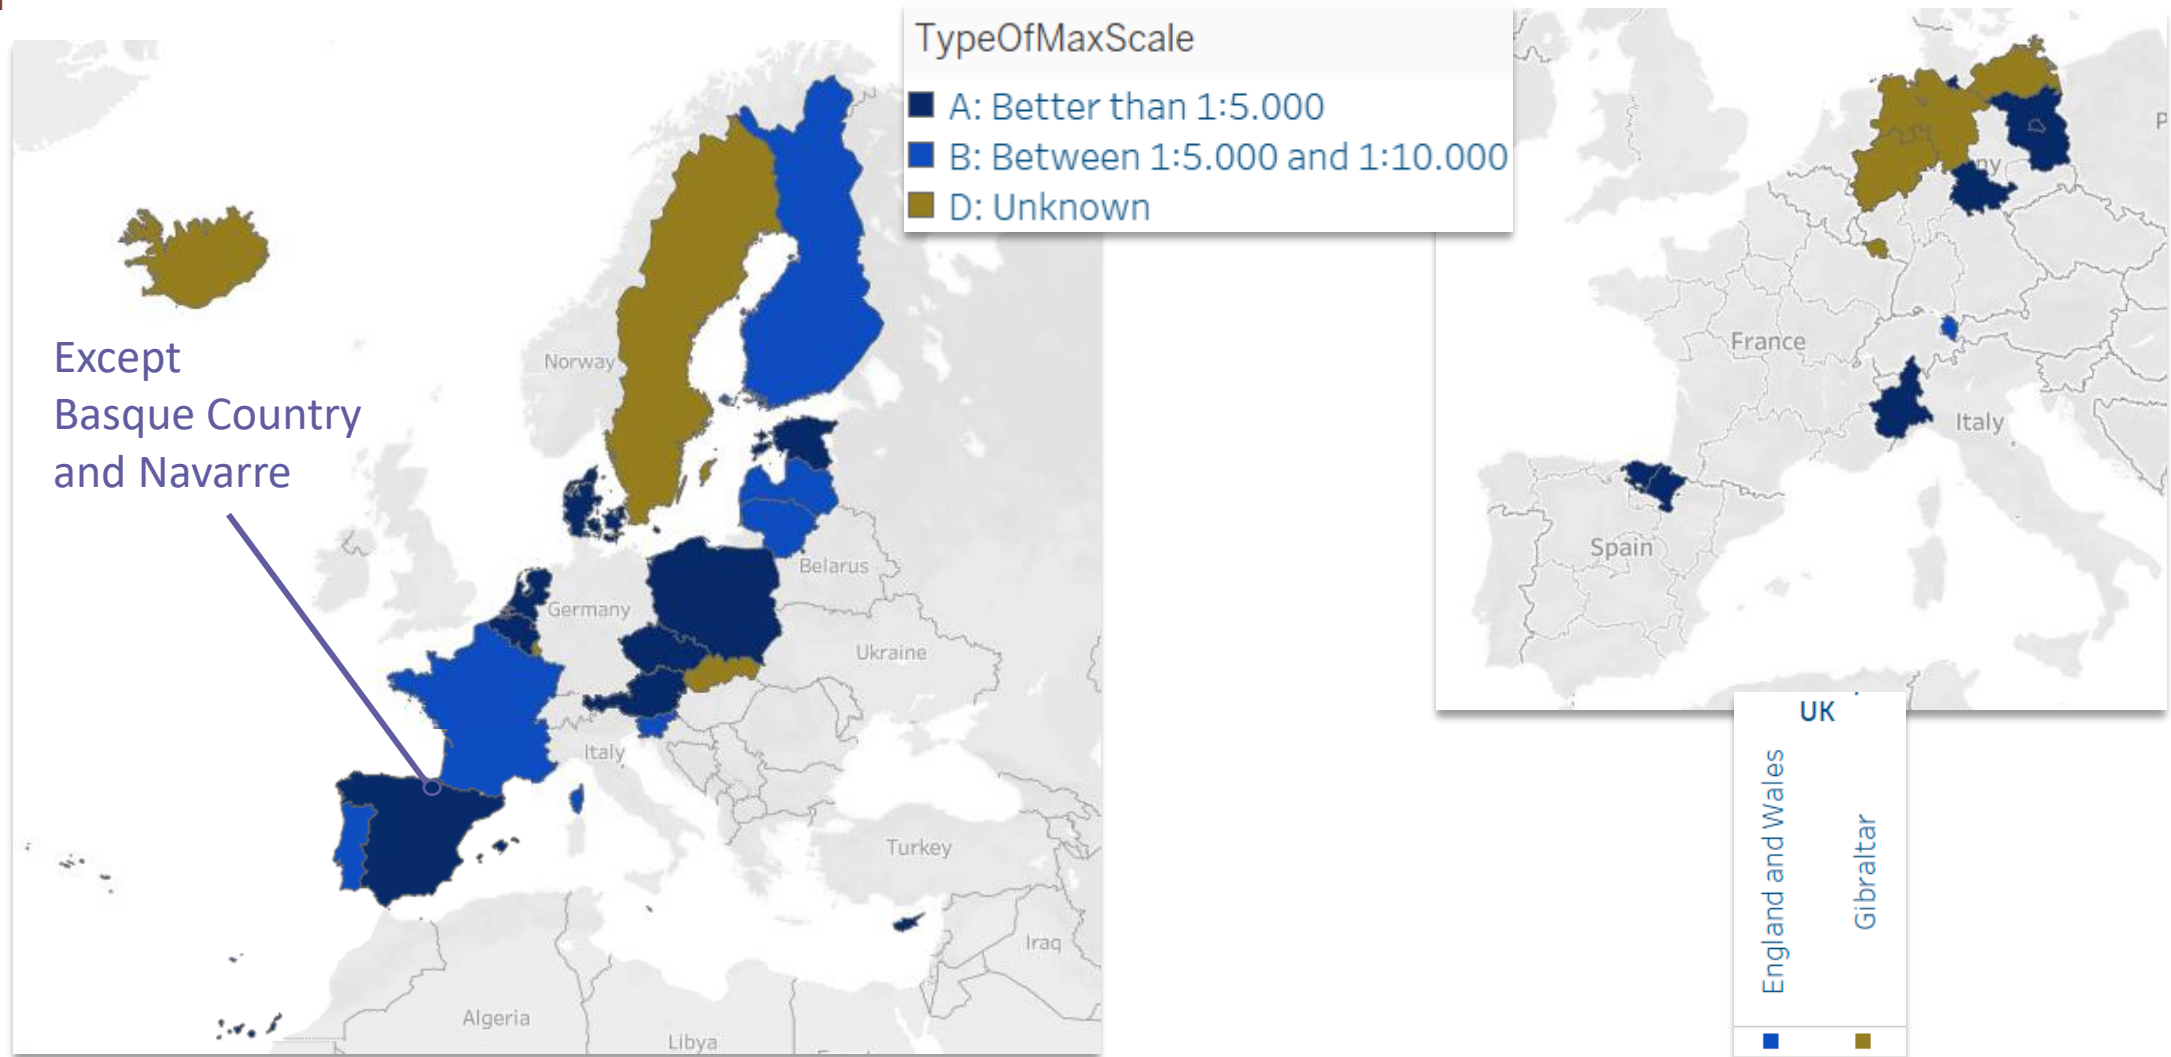 TypeOfMaxScale
A: Better than 1:5.000
B: Between 1:5.000 and 1:10.000
D: Unknown
Except
Basque Country
and Navarre
Norway
Belarus
Germany
Ukraine
Italy
Turkey
Iraq
Algeria
Libya
ny
P
France
Italy
Spain
UK
England and Wales
Gibraltar